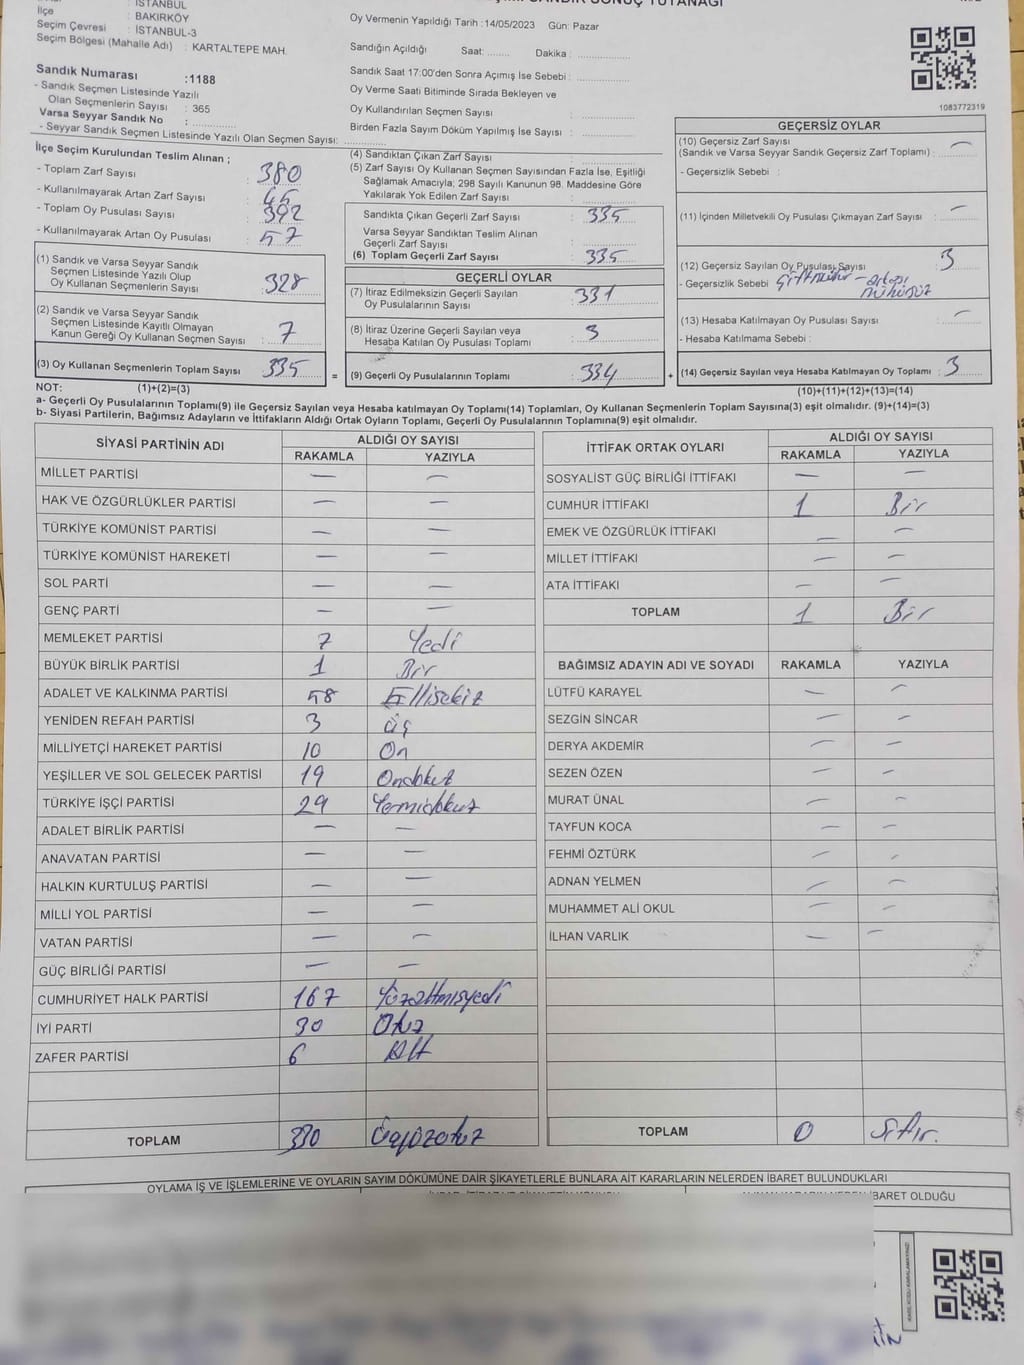 İSTANBUL
İlçe : BAKIRKÖY
Seçim Çevresi : İSTANBUL-3
Seçim Bölgesi (Mahalle Adı) : KARTALTEPE MAH.
Sandık Numarası :1188
- Sandık Seçmen Listesinde Yazılı
Olan Seçmenlerin Sayısı : 365
Varsa Seyyar Sandık No :
- Seyyar Sandık Seçmen Listesinde Yazılı Olan Seçmen Sayısı:
Oy Vermenin Yapıldığı Tarih :14/05/2023 Gün: Pazar
Sandığın Açıldığı Saat: Dakika :
Sandık Saat 17:00'den Sonra Açımış İse Sebebi :
Oy Verme Saati Bitiminde Sırada Bekleyen ve
Oy Kullandırılan Seçmen Sayısı :
Birden Fazla Sayım Döküm Yapılmış İse Sayısı :
1083772319
İlçe Seçim Kurulundan Teslim Alınan ;
- Toplam Zarf Sayısı : 380
- Kullanılmayarak Artan Zarf Sayısı : 45
- Toplam Oy Pusulası Sayısı : 392
- Kullanılmayarak Artan Oy Pusulası : 57
(1) Sandık ve Varsa Seyyar Sandık
Seçmen Listesinde Yazılı Olup
Oy Kullanan Seçmenlerin Sayısı : 328
(2) Sandık ve Varsa Seyyar Sandık
Seçmen Listesinde Kayıtlı Olmayan
Kanun Gereği Oy Kullanan Seçmen Sayısı : 7
(3) Oy Kullanan Seçmenlerin Toplam Sayısı : 335
(4) Sandıktan Çıkan Zarf Sayısı :
(5) Zarf Sayısı Oy Kullanan Seçmen Sayısından Fazla İse, Eşitliği
Sağlamak Amacıyla; 298 Sayılı Kanunun 98. Maddesine Göre
Yakılarak Yok Edilen Zarf Sayısı :
Sandıkta Çıkan Geçerli Zarf Sayısı : 335
Varsa Seyyar Sandıktan Teslim Alınan
Geçerli Zarf Sayısı :
(6) Toplam Geçerli Zarf Sayısı : 335
GEÇERLİ OYLAR
(7) İtiraz Edilmeksizin Geçerli Sayılan
Oy Pusulalarının Sayısı : 331
(8) İtiraz Üzerine Geçerli Sayılan veya
Hesaba Katılan Oy Pusulası Toplamı : 3
= (9) Geçerli Oy Pusulalarının Toplamı : 334 +
GEÇERSİZ OYLAR
(10) Geçersiz Zarf Sayısı
(Sandık ve Varsa Seyyar Sandık Geçersiz Zarf Toplamı) : —
- Geçersizlik Sebebi :
(11) İçinden Milletvekili Oy Pusulası Çıkmayan Zarf Sayısı : —
(12) Geçersiz Sayılan Oy Pusulası Sayısı : 3
- Geçersizlik Sebebi : Çift mühür - arkası
mühürsüz
(13) Hesaba Katılmayan Oy Pusulası Sayısı : —
- Hesaba Katılmama Sebebi :
(14) Geçersiz Sayılan veya Hesaba Katılmayan Oy Toplamı : 3
NOT: (1)+(2)=(3) (10)+(11)+(12)+(13)=(14)
a- Geçerli Oy Pusulalarının Toplamı(9) ile Geçersiz Sayılan veya Hesaba katılmayan Oy Toplamı(14) Toplamları, Oy Kullanan Seçmenlerin Toplam Sayısına(3) eşit olmalıdır. (9)+(14)=(3)
b- Siyasi Partilerin, Bağımsız Adayların ve İttifakların Aldığı Ortak Oyların Toplamı, Geçerli Oy Pusulalarının Toplamına(9) eşit olmalıdır.
SİYASİ PARTİNİN ADI ALDIĞI OY SAYISI
RAKAMLA YAZIYLA
MİLLET PARTİSİ — —
HAK VE ÖZGÜRLÜKLER PARTİSİ — —
TÜRKİYE KOMÜNİST PARTİSİ — —
TÜRKİYE KOMÜNİST HAREKETİ — —
SOL PARTİ — —
GENÇ PARTİ — —
MEMLEKET PARTİSİ 7 Yedi
BÜYÜK BİRLİK PARTİSİ 1 Bir
ADALET VE KALKINMA PARTİSİ 58 Ellisekiz
YENİDEN REFAH PARTİSİ 3 üç
MİLLİYETÇİ HAREKET PARTİSİ 10 On
YEŞİLLER VE SOL GELECEK PARTİSİ 19 Ondokuz
TÜRKİYE İŞÇİ PARTİSİ 29 Yirmidokuz
ADALET BİRLİK PARTİSİ — —
ANAVATAN PARTİSİ — —
HALKIN KURTULUŞ PARTİSİ — —
MİLLİ YOL PARTİSİ — —
VATAN PARTİSİ — —
GÜÇ BİRLİĞİ PARTİSİ — —
CUMHURİYET HALK PARTİSİ 167 Yüzaltmışyedi
İYİ PARTİ 30 Otuz
ZAFER PARTİSİ 6 Altı
TOPLAM 330 Üçyüzotuz
İTTİFAK ORTAK OYLARI ALDIĞI OY SAYISI
RAKAMLA YAZIYLA
SOSYALİST GÜÇ BİRLİĞİ İTTİFAKI — —
CUMHUR İTTİFAKI 1 Bir
EMEK VE ÖZGÜRLÜK İTTİFAKI — —
MİLLET İTTİFAKI — —
ATA İTTİFAKI — —
TOPLAM 1 Bir
BAĞIMSIZ ADAYIN ADI VE SOYADI RAKAMLA YAZIYLA
LÜTFÜ KARAYEL — —
SEZGİN SİNCAR — —
DERYA AKDEMİR — —
SEZEN ÖZEN — —
MURAT ÜNAL — —
TAYFUN KOCA — —
FEHMİ ÖZTÜRK — —
ADNAN YELMEN — —
MUHAMMET ALİ OKUL — —
İLHAN VARLIK — —
TOPLAM 0 Sıfır.
OYLAMA İŞ VE İŞLEMLERİNE VE OYLARIN SAYIM DÖKÜMÜNE DAİR ŞİKAYETLERLE BUNLARA AİT KARARLARIN NELERDEN İBARET BULUNDUKLARI
İBARET OLDUĞU